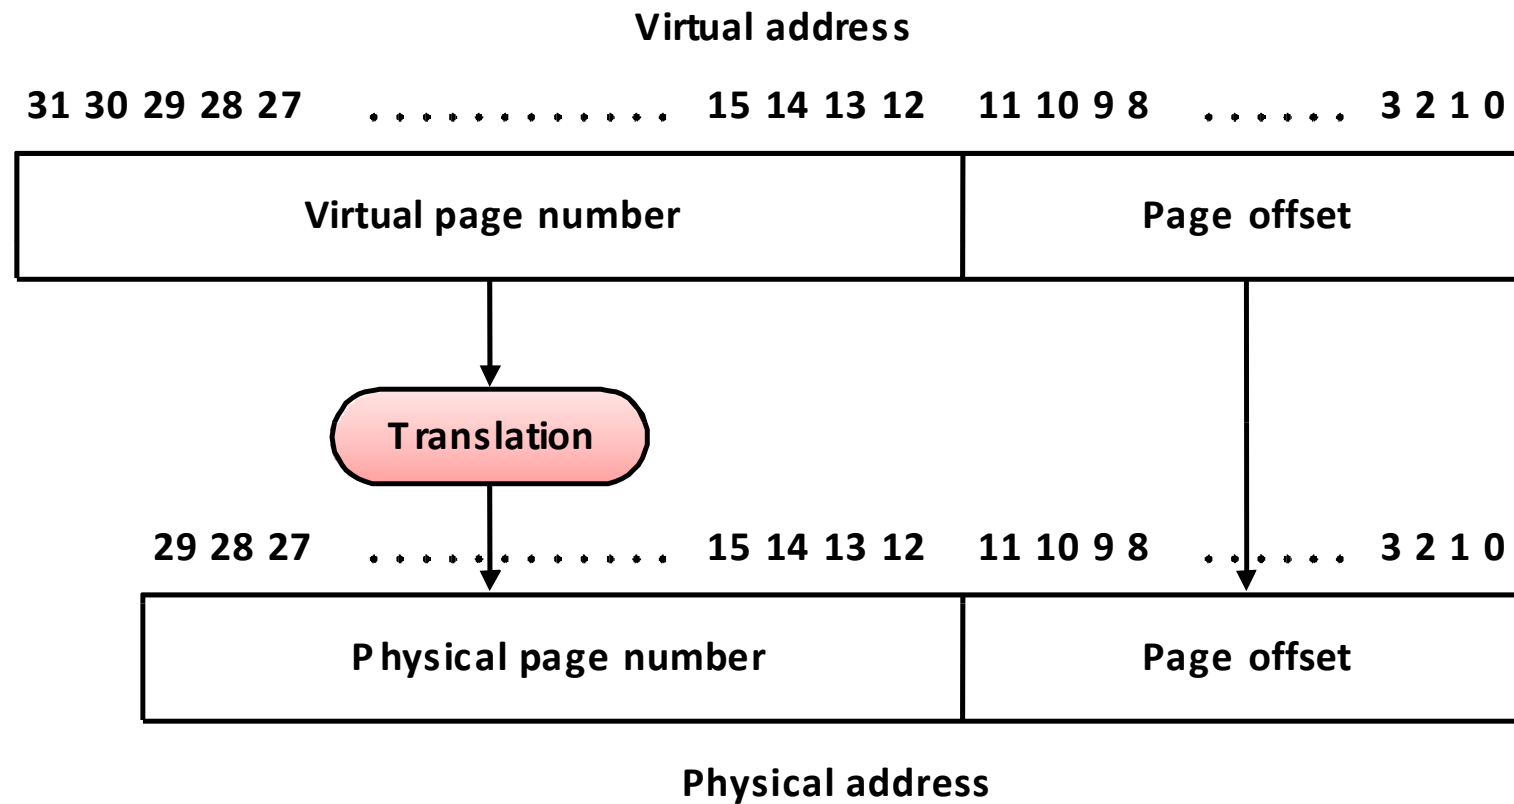 Virtual address
31 30 29 28 27 ............ 15 14 13 12 11 10 9 8 ...... 3 2 1 0
Virtual page number Page offset
Translation
29 28 27 ............ 15 14 13 12 11 10 9 8 ...... 3 2 1 0
Physical page number Page offset
Physical address